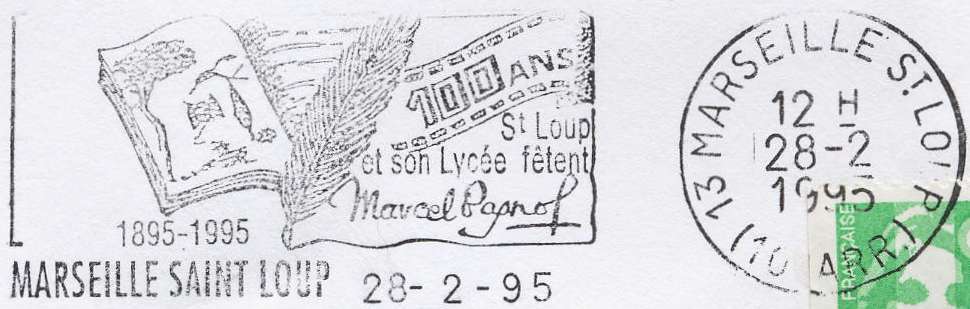 100 ANS
St Loup
et son Lycée fêtent
Marcel Pagnol
1895-1995
MARSEILLE SAINT LOUP 28-2-95
13 MARSEILLE ST. LOUP
12 H
28-2
1995
(10 ARR.)
FRANÇAISE